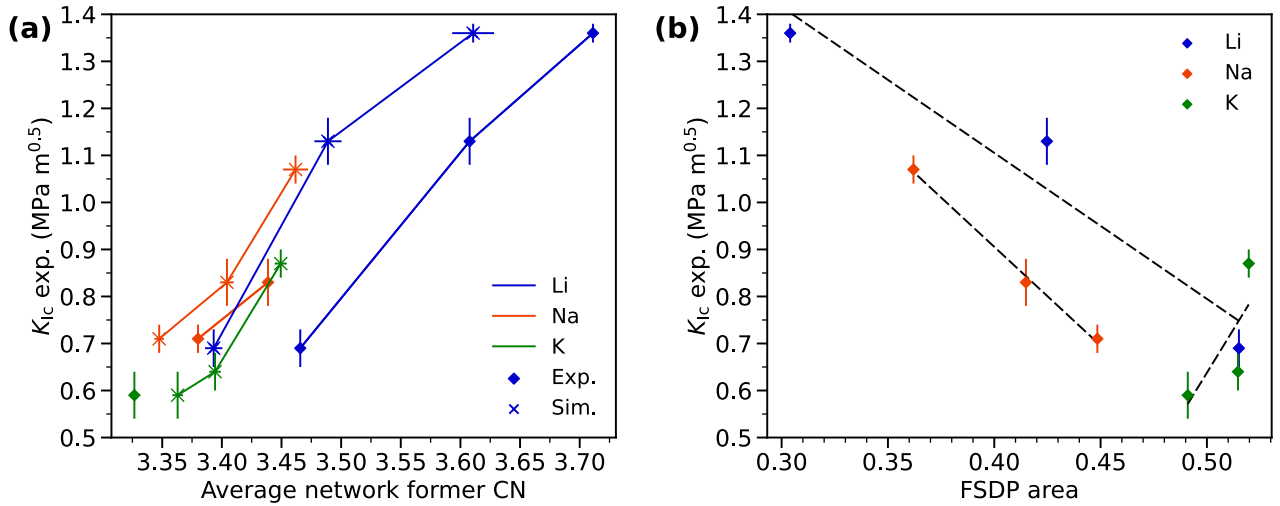 (a)
1.4
1.3
1.2
1.1
1.0
0.9
0.8
0.7
0.6
0.5
K_Ic exp. (MPa m^0.5)
Li
Na
K
Exp.
Sim.
3.35 3.40 3.45 3.50 3.55 3.60 3.65 3.70
Average network former CN
(b)
1.4
1.3
1.2
1.1
1.0
0.9
0.8
0.7
0.6
0.5
K_Ic exp. (MPa m^0.5)
Li
Na
K
0.30 0.35 0.40 0.45 0.50
FSDP area